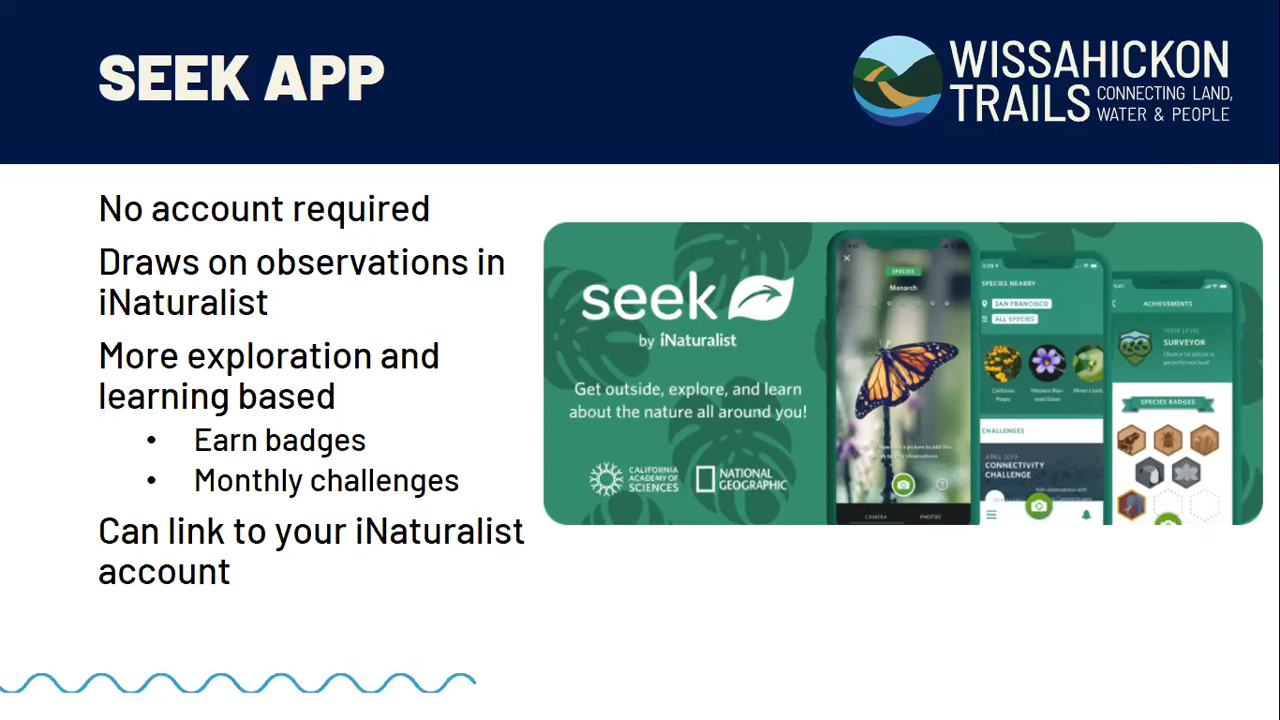 SEEK APP
WISSAHICKON
TRAILS CONNECTING LAND,
WATER & PEOPLE
No account required
Draws on observations in
iNaturalist
More exploration and
learning based
• Earn badges
• Monthly challenges
Can link to your iNaturalist
account
seek
by iNaturalist
Get outside, explore, and learn
about the nature all around you!
CALIFORNIA
ACADEMY OF
SCIENCES
NATIONAL
GEOGRAPHIC
SPECIES
Monarch
CAMERA PHOTOS
SPECIES NEARBY
SAN FRANCISCO
ALL SPECIES
CHALLENGES
APRIL 2019
CONNECTIVITY
CHALLENGE
ACHIEVEMENTS
YOUR LEVEL
SURVEYOR
SPECIES BADGES